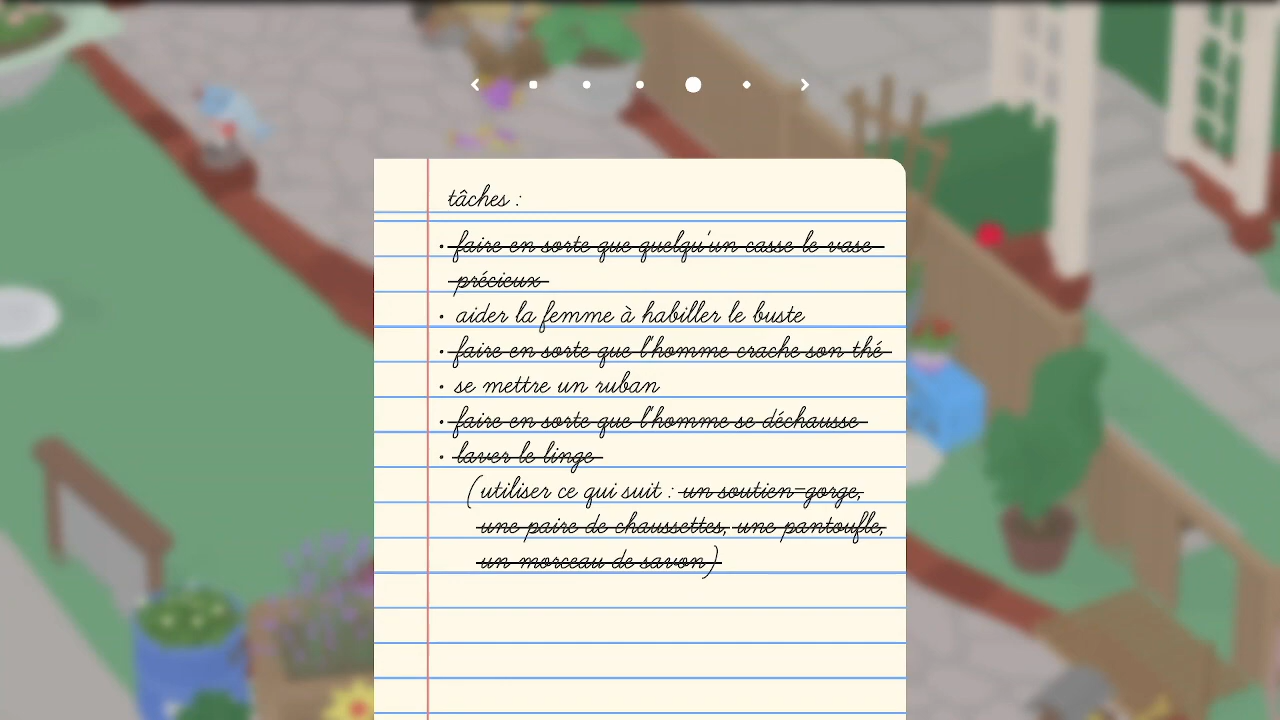 tâches :
• faire en sorte que quelqu'un casse le vase
précieux
• aider la femme à habiller le buste
• faire en sorte que l'homme crache son thé
• se mettre un ruban
• faire en sorte que l'homme se déchausse
• laver le linge
(utiliser ce qui suit : un soutien-gorge,
une paire de chaussettes, une pantoufle,
un morceau de savon)